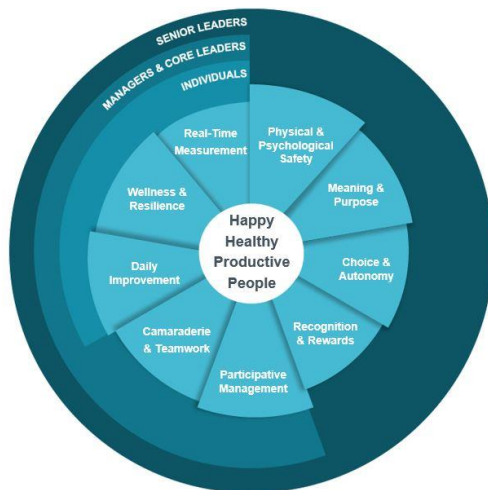 SENIOR LEADERS
MANAGERS & CORE LEADERS
INDIVIDUALS
Real-Time
Measurement
Physical &
Psychological
Safety
Meaning &
Purpose
Choice &
Autonomy
Recognition
& Rewards
Participative
Management
Camaraderie
& Teamwork
Daily
Improvement
Wellness &
Resilience
Happy
Healthy
Productive
People